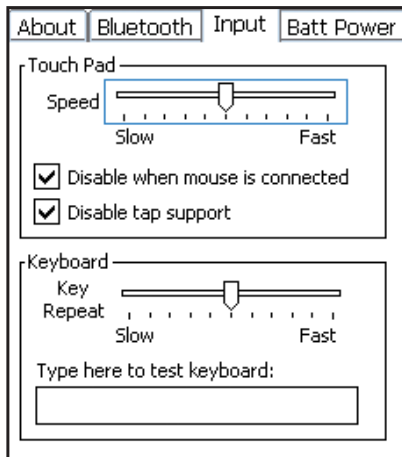 About Bluetooth Input Batt Power
Touch Pad
Speed
Slow Fast
Disable when mouse is connected
Disable tap support
Keyboard
Key
Repeat
Slow Fast
Type here to test keyboard: